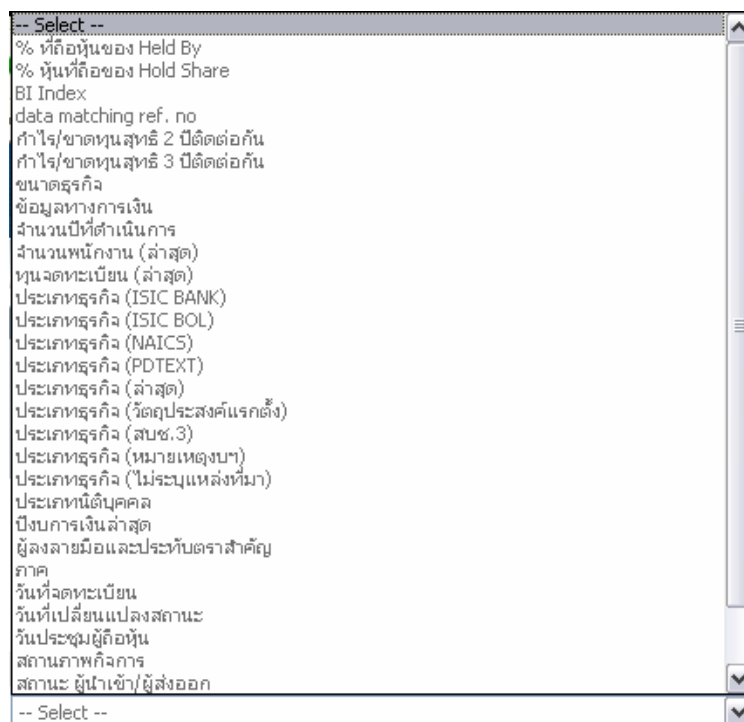 -- Select --
% ที่ถือหุ้นของ Held By
% หุ้นที่ถือของ Hold Share
BI Index
data matching ref. no
กำไร/ขาดทุนสุทธิ 2 ปีติดต่อกัน
กำไร/ขาดทุนสุทธิ 3 ปีติดต่อกัน
ขนาดธุรกิจ
ข้อมูลทางการเงิน
จำนวนปีที่ดำเนินการ
จำนวนพนักงาน (ล่าสุด)
ทุนจดทะเบียน (ล่าสุด)
ประเภทธุรกิจ (ISIC BANK)
ประเภทธุรกิจ (ISIC BOL)
ประเภทธุรกิจ (NAICS)
ประเภทธุรกิจ (PDTEXT)
ประเภทธุรกิจ (ล่าสุด)
ประเภทธุรกิจ (วัตถุประสงค์แรกตั้ง)
ประเภทธุรกิจ (สบช.3)
ประเภทธุรกิจ (หมายเหตุงบฯ)
ประเภทธุรกิจ (ไม่ระบุแหล่งที่มา)
ประเภทนิติบุคคล
ปีงบการเงินล่าสุด
ผู้ลงลายมือและประทับตราสำคัญ
ภาค
วันที่จดทะเบียน
วันที่เปลี่ยนแปลงสถานะ
วันประชุมผู้ถือหุ้น
สถานภาพกิจการ
สถานะ ผู้นำเข้า/ผู้ส่งออก
-- Select --